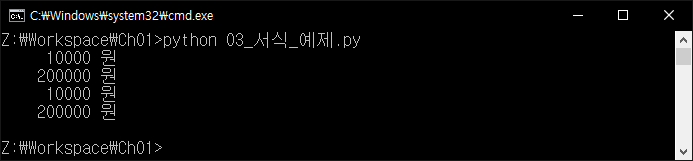 C:₩Windows₩system32₩cmd.exe
Z:₩Workspace₩Ch01>python 03_서식_예제.py
     10000 원
    200000 원
     10000 원
    200000 원
Z:₩Workspace₩Ch01>